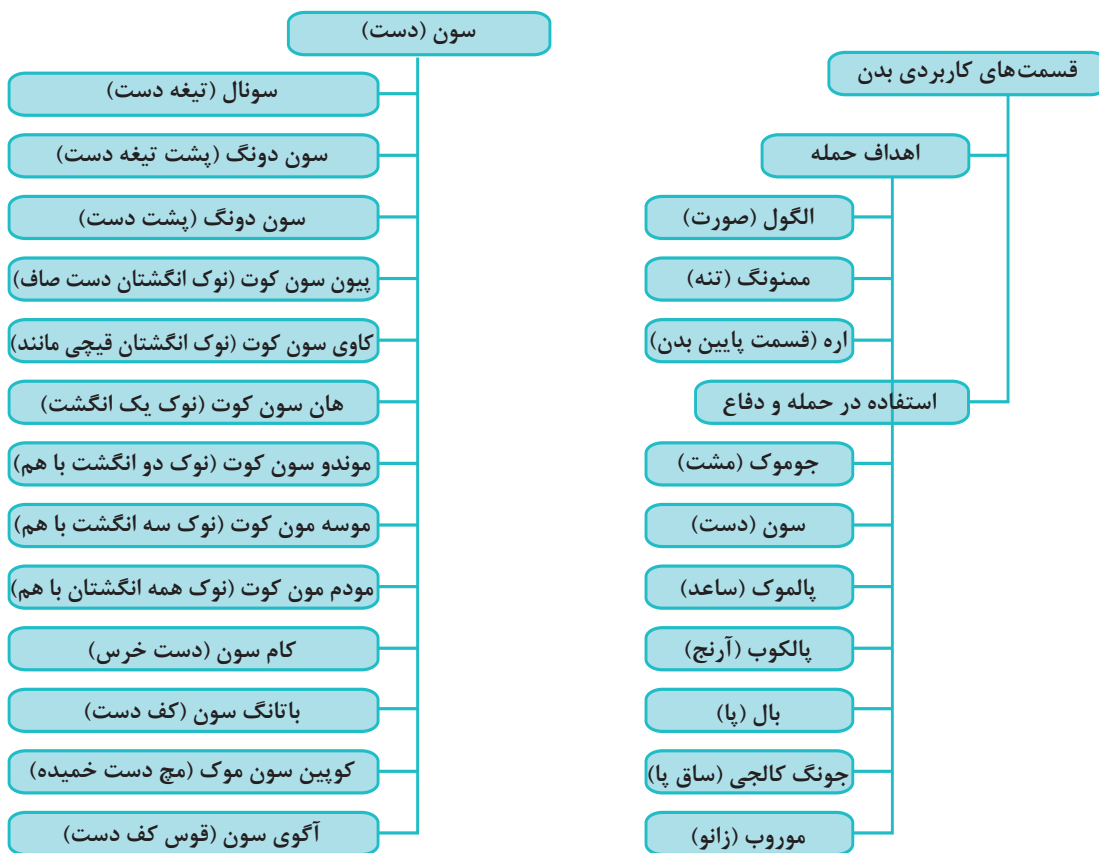 قسمت‌های کاربردی بدن
اهداف حمله
الگول (صورت)
ممنونگ (تنه)
اره (قسمت پایین بدن)
استفاده در حمله و دفاع
جوموک (مشت)
سون (دست)
پالموک (ساعد)
پالکوب (آرنج)
بال (پا)
جونگ کالجی (ساق پا)
موروب (زانو)
سون (دست)
سونال (تیغه دست)
سون دونگ (پشت تیغه دست)
سون دونگ (پشت دست)
پیون سون کوت (نوک انگشتان دست صاف)
کاوی سون کوت (نوک انگشتان قیچی مانند)
هان سون کوت (نوک یک انگشت)
موندو سون کوت (نوک دو انگشت با هم)
موسه مون کوت (نوک سه انگشت با هم)
مودم مون کوت (نوک همه انگشتان با هم)
کام سون (دست خرس)
باتانگ سون (کف دست)
کوپین سون موک (مچ دست خمیده)
آگوی سون (قوس کف دست)